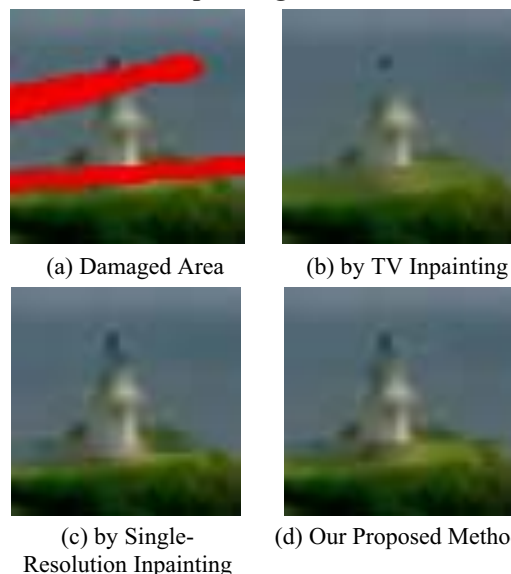 (a) Damaged Area
(b) by TV Inpainting
(c) by Single-
Resolution Inpainting
(d) Our Proposed Metho